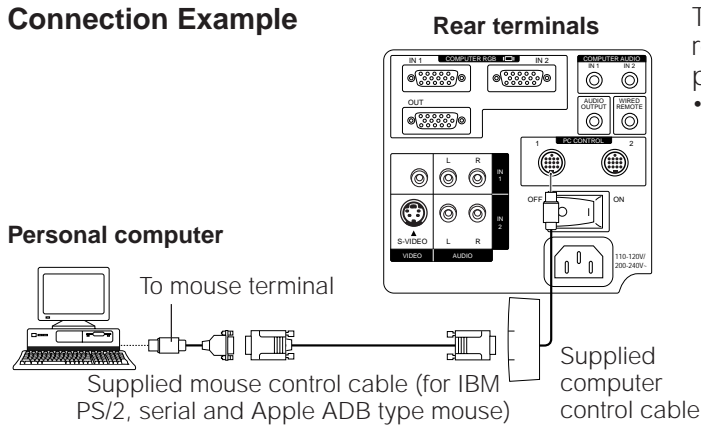 Connection Example
Rear terminals
T
r
p
•
IN 1 COMPUTER RGB IN 2
COMPUTER AUDIO
IN 1 IN 2
OUT
AUDIO OUTPUT
WIRED REMOTE
PC CONTROL
1 2
L R
IN 1
OFF ON
IN 2
S-VIDEO L R
VIDEO AUDIO
110-120V/
200-240V~
Personal computer
To mouse terminal
Supplied mouse control cable (for IBM
PS/2, serial and Apple ADB type mouse)
Supplied
computer
control cable